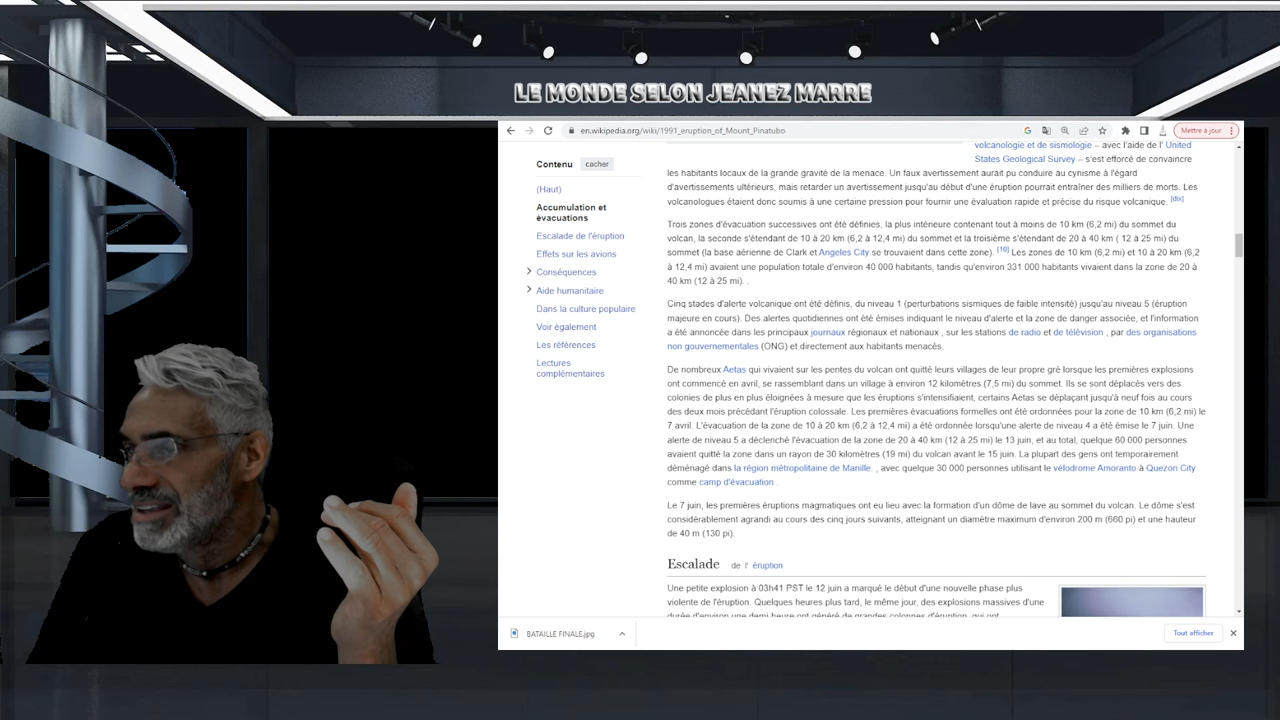 LE MONDE SELON JEANEZ MARRE
en.wikipedia.org/wiki/1991_eruption_of_Mount_Pinatubo
Mettre à jour
Contenu cacher
(Haut)
Accumulation et
évacuations
Escalade de l'éruption
Effets sur les avions
Conséquences
Aide humanitaire
Dans la culture populaire
Voir également
Les références
Lectures
complémentaires
volcanologie et de sismologie – avec l'aide de l' United
States Geological Survey – s'est efforcé de convaincre
les habitants locaux de la grande gravité de la menace. Un faux avertissement aurait pu conduire au cynisme à l'égard
d'avertissements ultérieurs, mais retarder un avertissement jusqu'au début d'une éruption pourrait entraîner des milliers de morts. Les
volcanologues étaient donc soumis à une certaine pression pour fournir une évaluation rapide et précise du risque volcanique. [dix]
Trois zones d'évacuation successives ont été définies, la plus intérieure contenant tout à moins de 10 km (6,2 mi) du sommet du
volcan, la seconde s'étendant de 10 à 20 km (6,2 à 12,4 mi) du sommet et la troisième s'étendant de 20 à 40 km ( 12 à 25 mi) du
sommet (la base aérienne de Clark et Angeles City se trouvaient dans cette zone). [10] Les zones de 10 km (6,2 mi) et 10 à 20 km (6,2
à 12,4 mi) avaient une population totale d'environ 40 000 habitants, tandis qu'environ 331 000 habitants vivaient dans la zone de 20 à
40 km (12 à 25 mi). .
Cinq stades d'alerte volcanique ont été définis, du niveau 1 (perturbations sismiques de faible intensité) jusqu'au niveau 5 (éruption
majeure en cours). Des alertes quotidiennes ont été émises indiquant le niveau d'alerte et la zone de danger associée, et l'information
a été annoncée dans les principaux journaux régionaux et nationaux , sur les stations de radio et de télévision , par des organisations
non gouvernementales (ONG) et directement aux habitants menacés.
De nombreux Aetas qui vivaient sur les pentes du volcan ont quitté leurs villages de leur propre gré lorsque les premières explosions
ont commencé en avril, se rassemblant dans un village à environ 12 kilomètres (7,5 mi) du sommet. Ils se sont déplacés vers des
colonies de plus en plus éloignées à mesure que les éruptions s'intensifiaient, certains Aetas se déplaçant jusqu'à neuf fois au cours
des deux mois précédant l'éruption colossale. Les premières évacuations formelles ont été ordonnées pour la zone de 10 km (6,2 mi) le
7 avril. L'évacuation de la zone de 10 à 20 km (6,2 à 12,4 mi) a été ordonnée lorsqu'une alerte de niveau 4 a été émise le 7 juin. Une
alerte de niveau 5 a déclenché l'évacuation de la zone de 20 à 40 km (12 à 25 mi) le 13 juin, et au total, quelque 60 000 personnes
avaient quitté la zone dans un rayon de 30 kilomètres (19 mi) du volcan avant le 15 juin. La plupart des gens ont temporairement
déménagé dans la région métropolitaine de Manille. , avec quelque 30 000 personnes utilisant le vélodrome Amoranto à Quezon City
comme camp d'évacuation .
Le 7 juin, les premières éruptions magmatiques ont eu lieu avec la formation d'un dôme de lave au sommet du volcan. Le dôme s'est
considérablement agrandi au cours des cinq jours suivants, atteignant un diamètre maximum d'environ 200 m (660 pi) et une hauteur
de 40 m (130 pi).
Escalade de l' éruption
Une petite explosion à 03h41 PST le 12 juin a marqué le début d'une nouvelle phase plus
violente de l'éruption. Quelques heures plus tard, le même jour, des explosions massives d'une
durée d'environ une demi-heure ont généré de grandes colonnes d'éruption, qui ont
BATAILLE FINALE.jpg
Tout afficher